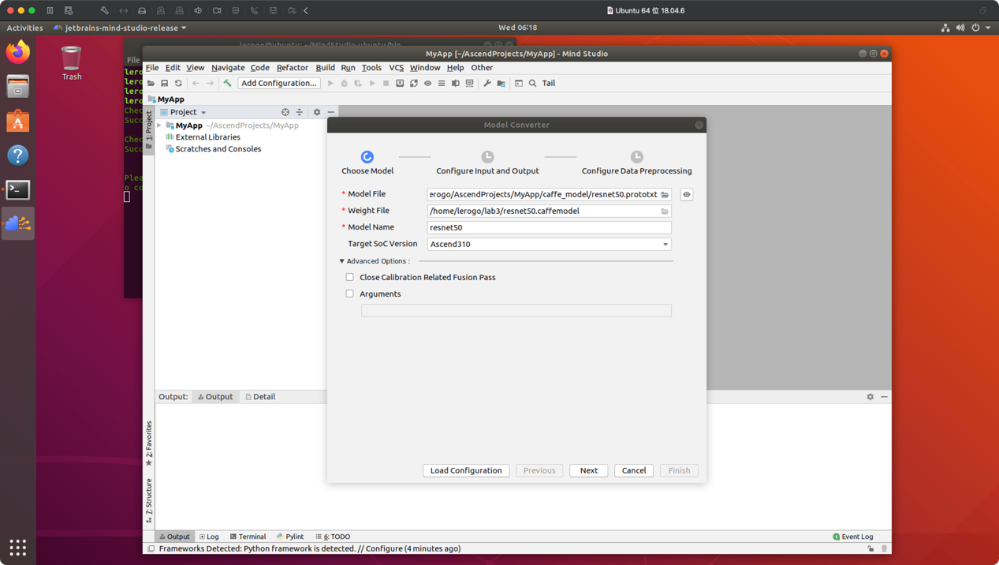 Ubuntu 64 位 18.04.6
Activities
jetbrains-mind-studio-release
Wed 06:18
Trash
lerogo@ubuntu: ~/MindStudio-ubuntu/bin
File
lero
lero
lero
lero
Chec
Succ
Chec
Succ
Plea
o co
MyApp [~/AscendProjects/MyApp] - Mind Studio
File Edit View Navigate Code Refactor Build Run Tools VCS Window Help Other
Add Configuration...
Tail
MyApp
1: Project
Project
MyApp ~/AscendProjects/MyApp
External Libraries
Scratches and Consoles
Model Converter
Choose Model
Configure Input and Output
Configure Data Preprocessing
* Model File
erogo/AscendProjects/MyApp/caffe_model/resnet50.prototxt
* Weight File
/home/lerogo/lab3/resnet50.caffemodel
* Model Name
resnet50
Target SoC Version
Ascend310
Advanced Options :
Close Calibration Related Fusion Pass
Arguments
Load Configuration
Previous
Next
Cancel
Finish
Output:
Output
Detail
2: Favorites
7: Structure
Output
Log
Terminal
Pylint
6: TODO
1 Event Log
Frameworks Detected: Python framework is detected. // Configure (4 minutes ago)